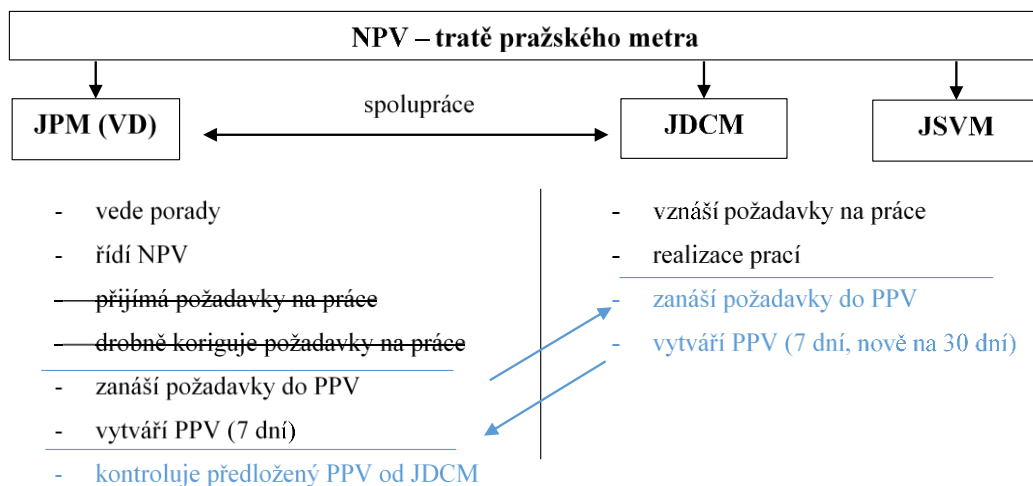 NPV – tratě pražského metra
JPM (VD)
spolupráce
JDCM
JSVM
- vede porady
- řídí NPV
- přijímá požadavky na práce
- drobně koriguje požadavky na práce
- zanáší požadavky do PPV
- vytváří PPV (7 dní)
- kontroluje předložený PPV od JDCM
- vznáší požadavky na práce
- realizace prací
- zanáší požadavky do PPV
- vytváří PPV (7 dní, nově na 30 dní)